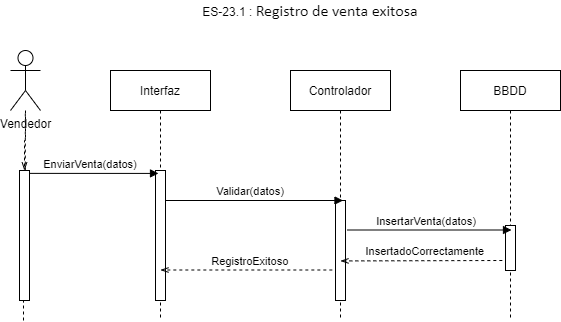 ES-23.1 : Registro de venta exitosa
Interfaz
Controlador
BBDD
Vendedor
EnviarVenta(datos)
Validar(datos)
InsertarVenta(datos)
InsertadoCorrectamente
RegistroExitoso